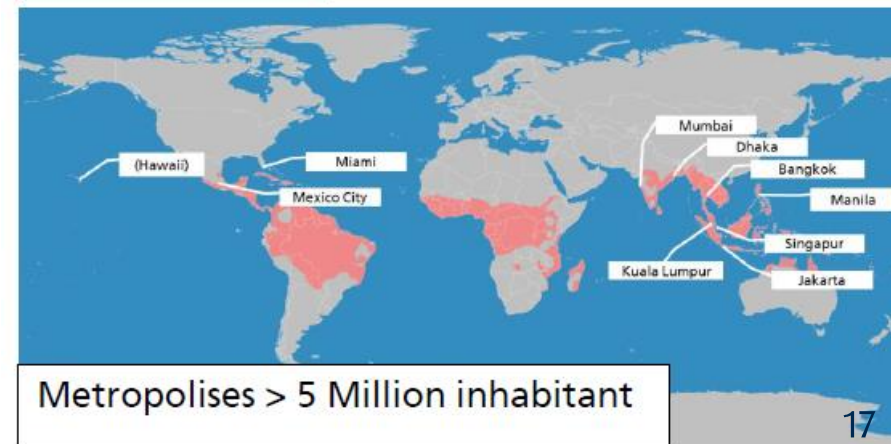 Mumbai
Dhaka
Bangkok
(Hawaii)
Miami
Mexico City
Manila
Singapur
Kuala Lumpur
Jakarta
Metropolises > 5 Million inhabitant
17